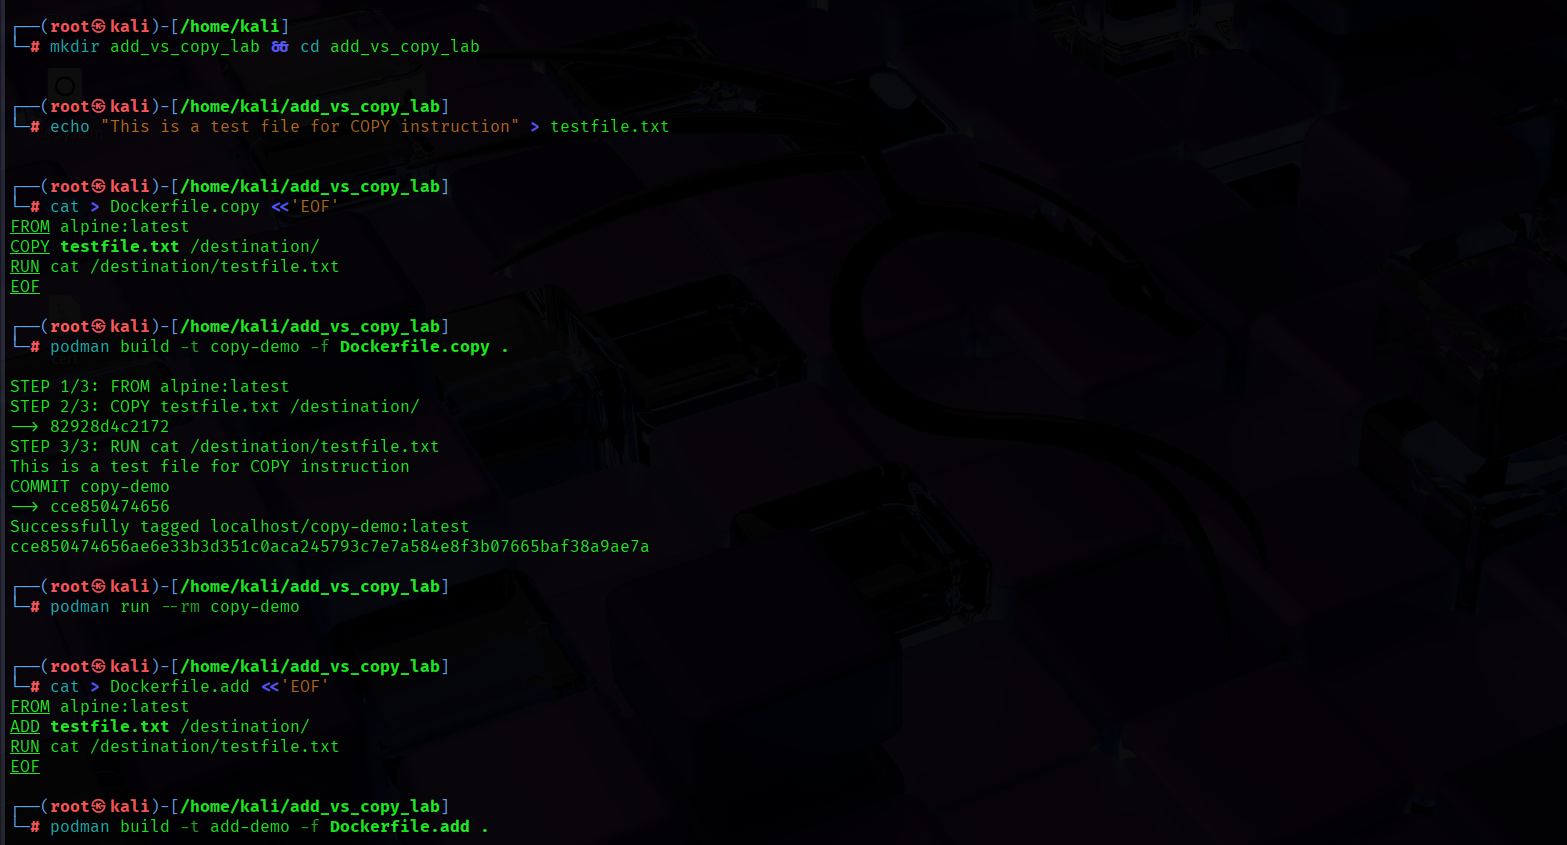 ┌──(root㉿kali)-[/home/kali]
└─# mkdir add_vs_copy_lab && cd add_vs_copy_lab
┌──(root㉿kali)-[/home/kali/add_vs_copy_lab]
└─# echo "This is a test file for COPY instruction" > testfile.txt
┌──(root㉿kali)-[/home/kali/add_vs_copy_lab]
└─# cat > Dockerfile.copy <<'EOF'
FROM alpine:latest
COPY testfile.txt /destination/
RUN cat /destination/testfile.txt
EOF
┌──(root㉿kali)-[/home/kali/add_vs_copy_lab]
└─# podman build -t copy-demo -f Dockerfile.copy .
STEP 1/3: FROM alpine:latest
STEP 2/3: COPY testfile.txt /destination/
--> 82928d4c2172
STEP 3/3: RUN cat /destination/testfile.txt
This is a test file for COPY instruction
COMMIT copy-demo
--> cce850474656
Successfully tagged localhost/copy-demo:latest
cce850474656ae6e33b3d351c0aca245793c7e7a584e8f3b07665baf38a9ae7a
┌──(root㉿kali)-[/home/kali/add_vs_copy_lab]
└─# podman run --rm copy-demo
┌──(root㉿kali)-[/home/kali/add_vs_copy_lab]
└─# cat > Dockerfile.add <<'EOF'
FROM alpine:latest
ADD testfile.txt /destination/
RUN cat /destination/testfile.txt
EOF
┌──(root㉿kali)-[/home/kali/add_vs_copy_lab]
└─# podman build -t add-demo -f Dockerfile.add .